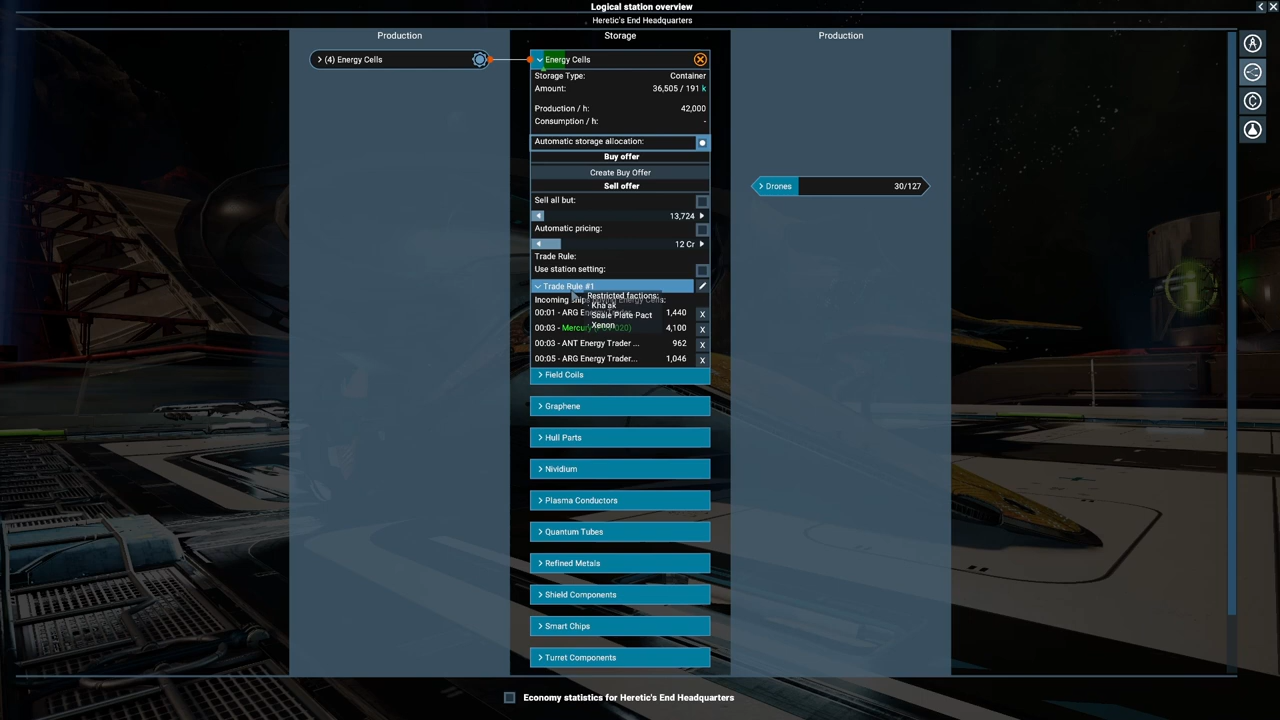 Logical station overview
Heretic's End Headquarters
Production
Storage
Production
(4) Energy Cells
Energy Cells
Storage Type: Container
Amount: 36,505 / 191 k
Production / h: 42,000
Consumption / h: -
Automatic storage allocation:
Buy offer
Create Buy Offer
Sell offer
Sell all but:
13,724
Automatic pricing:
12 Cr
Trade Rule:
Use station setting:
Trade Rule #1
Restricted factions:
Kha'ak
Scale Plate Pact
Xenon
Incoming Energy Cells:
00:01 - ARG 1,440
00:03 - Mercury 4,100
00:03 - ANT Energy Trader ... 962
00:05 - ARG Energy Trader... 1,046
Drones 30/127
Field Coils
Graphene
Hull Parts
Nividium
Plasma Conductors
Quantum Tubes
Refined Metals
Shield Components
Smart Chips
Turret Components
Economy statistics for Heretic's End Headquarters